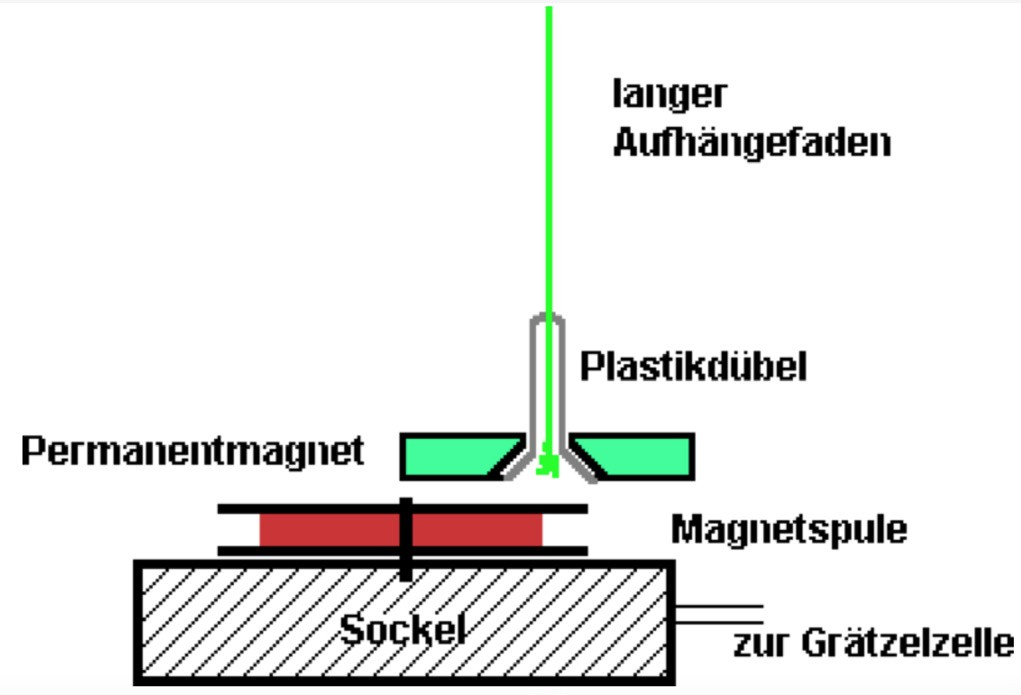 langer
Aufhängefaden
Plastikdübel
Permanentmagnet
Magnetspule
Sockel
zur Grätzelzelle